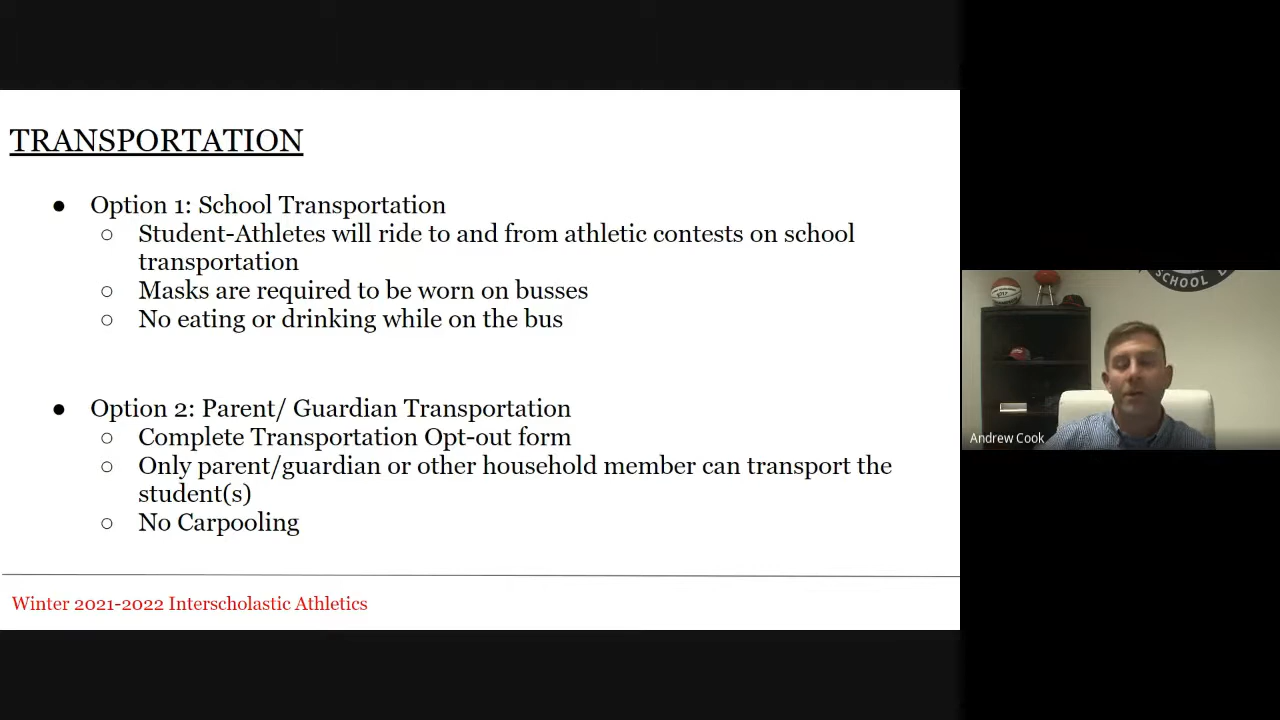 TRANSPORTATION
● Option 1: School Transportation
○ Student-Athletes will ride to and from athletic contests on school
transportation
○ Masks are required to be worn on busses
○ No eating or drinking while on the bus
● Option 2: Parent/ Guardian Transportation
○ Complete Transportation Opt-out form
○ Only parent/guardian or other household member can transport the
student(s)
○ No Carpooling
Winter 2021-2022 Interscholastic Athletics
SCHOOL
Andrew Cook